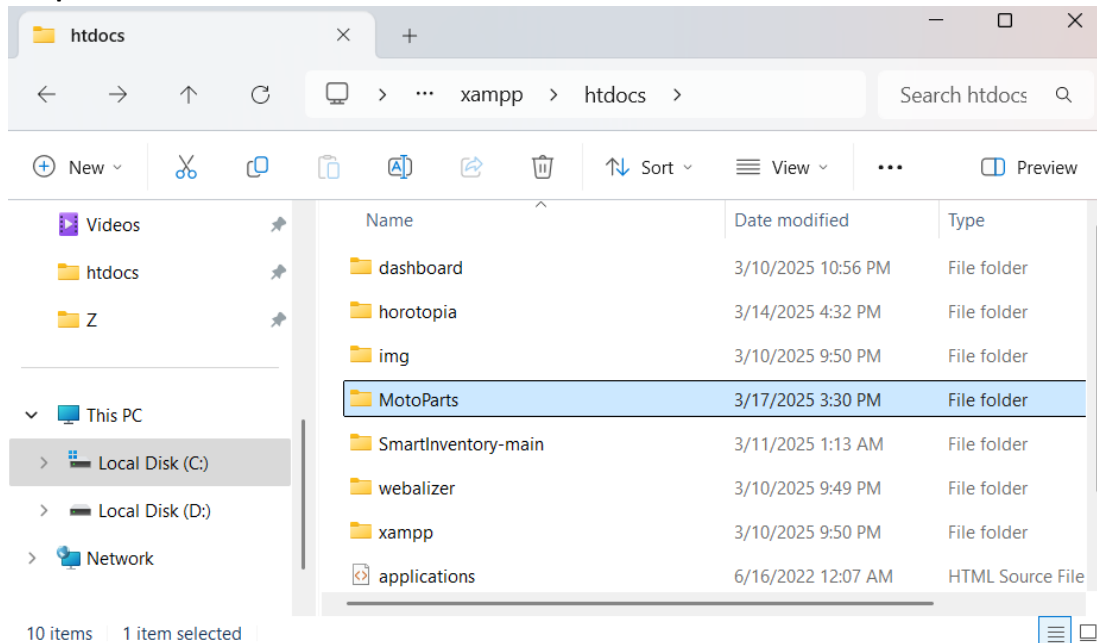 htdocs
xampp > htdocs >
Search htdocs
New
Sort
View
Preview
Videos
htdocs
Z
This PC
Local Disk (C:)
Local Disk (D:)
Network
Name Date modified Type
dashboard 3/10/2025 10:56 PM File folder
horotopia 3/14/2025 4:32 PM File folder
img 3/10/2025 9:50 PM File folder
MotoParts 3/17/2025 3:30 PM File folder
SmartInventory-main 3/11/2025 1:13 AM File folder
webalizer 3/10/2025 9:49 PM File folder
xampp 3/10/2025 9:50 PM File folder
applications 6/16/2022 12:07 AM HTML Source File
10 items 1 item selected